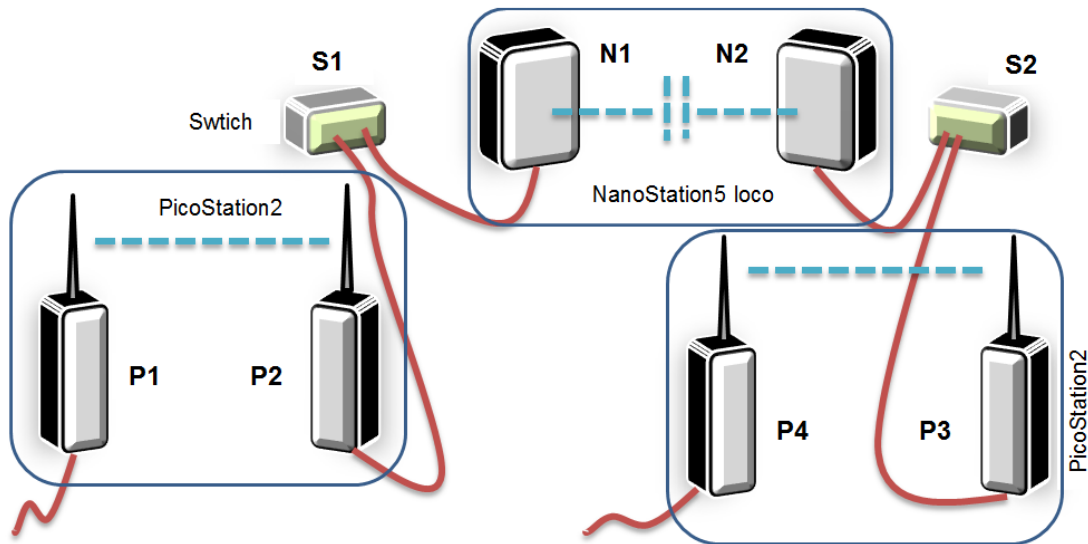 S1
N1
N2
S2
Swtich
NanoStation5 loco
PicoStation2
P1
P2
P4
P3
PicoStation2